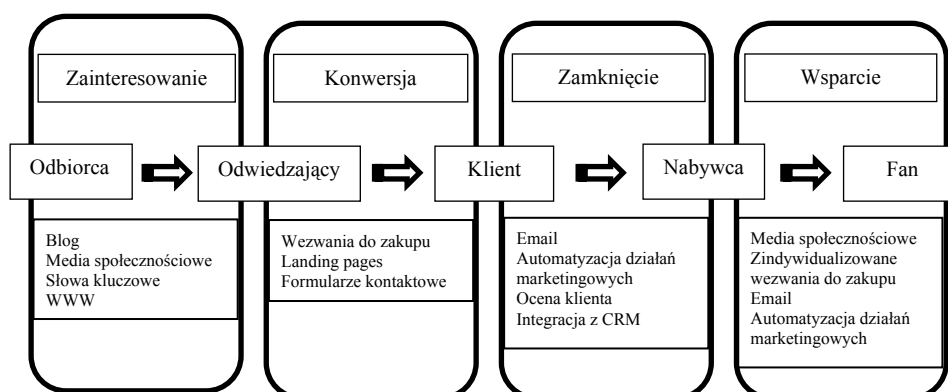 Zainteresowanie
Konwersja
Zamknięcie
Wsparcie
Odbiorca
Odwiedzający
Klient
Nabywca
Fan
Blog
Media społecznościowe
Słowa kluczowe
WWW
Wezwania do zakupu
Landing pages
Formularze kontaktowe
Email
Automatyzacja działań
marketingowych
Ocena klienta
Integracja z CRM
Media społecznościowe
Zindywidualizowane
wezwania do zakupu
Email
Automatyzacja działań
marketingowych